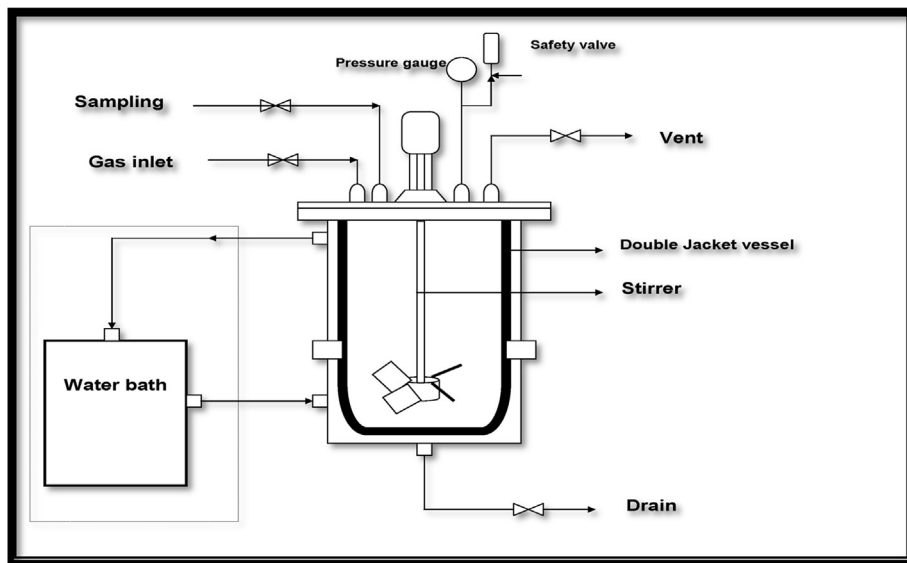 Safety valve
Pressure gauge
Sampling
Vent
Gas inlet
Double Jacket vessel
Stirrer
Water bath
Drain